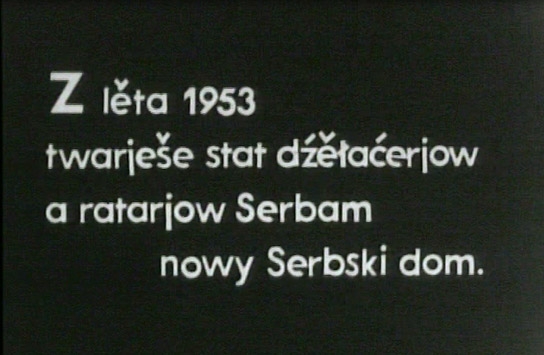 Z lěta 1953
twarješe stat dźěłaćerjow
a ratarjow Serbam
nowy Serbski dom.